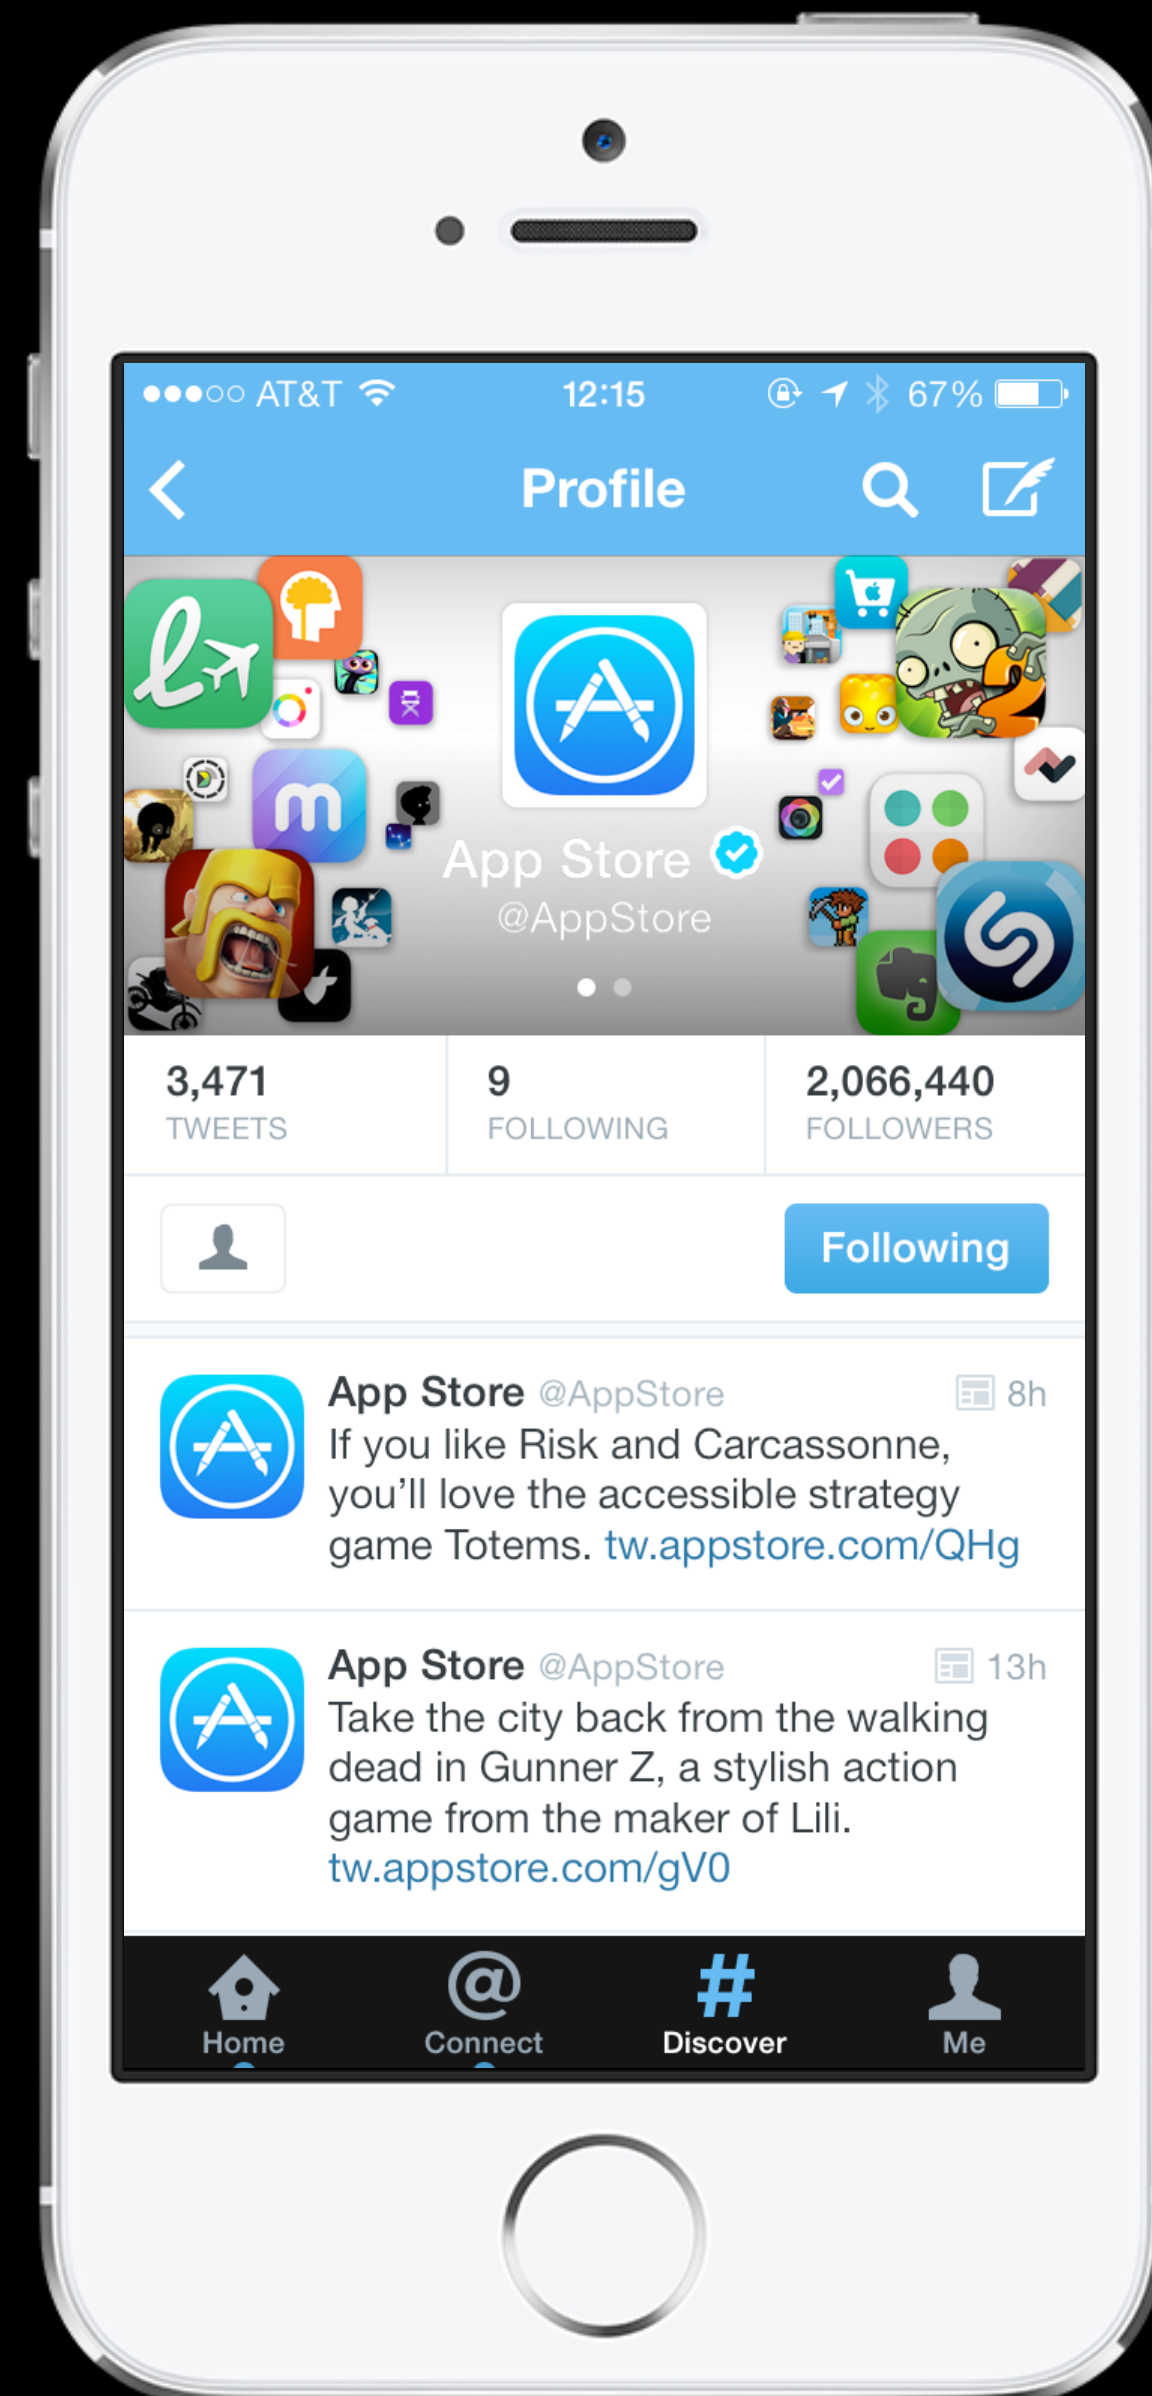 AT&T 12:15 67%
Profile
App Store
@AppStore
3,471 9 2,066,440
TWEETS FOLLOWING FOLLOWERS
Following
App Store @AppStore 8h
If you like Risk and Carcassonne,
you’ll love the accessible strategy
game Totems. tw.appstore.com/QHg
App Store @AppStore 13h
Take the city back from the walking
dead in Gunner Z, a stylish action
game from the maker of Lili.
tw.appstore.com/gV0
Home Connect Discover Me